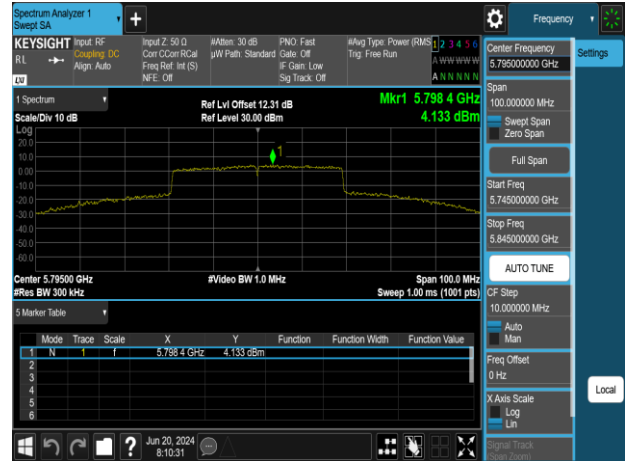 Spectrum Analyzer 1
Swept SA
+
Frequency
KEYSIGHT
RL
LXI
Input: RF
Coupling: DC
Align: Auto
Input Z: 50 Ω
Corr CCorr RCal
Freq Ref: Int (S)
NFE: Off
#Atten: 30 dB
µW Path: Standard
PNO: Fast
Gate: Off
IF Gain: Low
Sig Track: Off
#Avg Type: Power (RMS
Trig: Free Run
1 2 3 4 5 6
A W W W W W
A N N N N N
1 Spectrum
Scale/Div 10 dB
Ref Lvl Offset 12.31 dB
Ref Level 30.00 dBm
Mkr1 5.798 4 GHz
4.133 dBm
Log
20.0
10.0
0.00
-10.0
-20.0
-30.0
-40.0
-50.0
-60.0
1
Center 5.79500 GHz
#Res BW 300 kHz
#Video BW 1.0 MHz
Span 100.0 MHz
Sweep 1.00 ms (1001 pts)
5 Marker Table
Mode Trace Scale X Y Function Function Width Function Value
1 N 1 f 5.798 4 GHz 4.133 dBm
2
3
4
5
6
Center Frequency
5.795000000 GHz
Settings
Span
100.000000 MHz
Swept Span
Zero Span
Full Span
Start Freq
5.745000000 GHz
Stop Freq
5.845000000 GHz
AUTO TUNE
CF Step
10.000000 MHz
Auto
Man
Freq Offset
0 Hz
X Axis Scale
Log
Lin
Local
Signal Track
(Span Zoom)
?
Jun 20, 2024
8:10:31